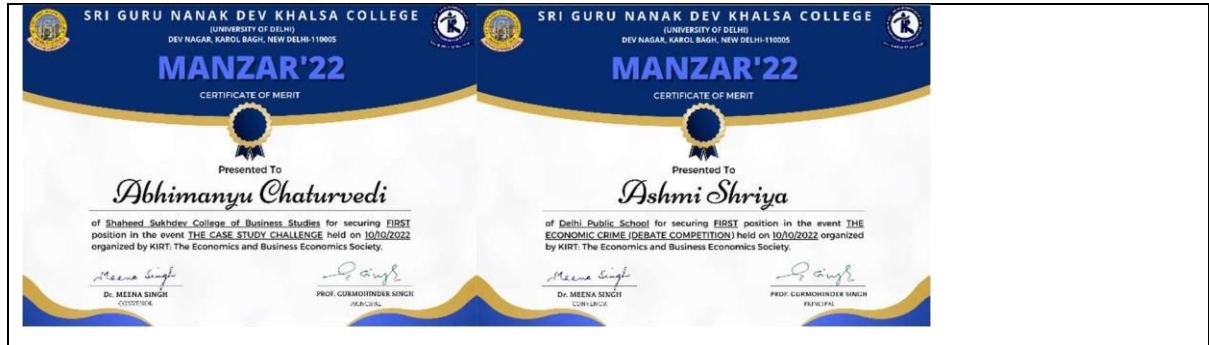 SRI GURU NANAK DEV KHALSA COLLEGE
(UNIVERSITY OF DELHI)
DEV NAGAR, KAROL BAGH, NEW DELHI-110005
MANZAR'22
CERTIFICATE OF MERIT
Presented To
Abhimanyu Chaturvedi
of Shaheed Sukhdev College of Business Studies for securing FIRST
position in the event THE CASE STUDY CHALLENGE held on 10/10/2022
organized by KIRT: The Economics and Business Economics Society.
Meena Singh
Dr. MEENA SINGH
CONVENOR
PROF. GURMOHINDER SINGH
PRINCIPAL
SRI GURU NANAK DEV KHALSA COLLEGE
(UNIVERSITY OF DELHI)
DEV NAGAR, KAROL BAGH, NEW DELHI-110005
MANZAR'22
CERTIFICATE OF MERIT
Presented To
Ashmi Shriya
of Delhi Public School for securing FIRST position in the event THE
ECONOMIC CRIME (DEBATE COMPETITION) held on 10/10/2022 organized
by KIRT: The Economics and Business Economics Society.
Meena Singh
Dr. MEENA SINGH
CONVENOR
PROF. GURMOHINDER SINGH
PRINCIPAL